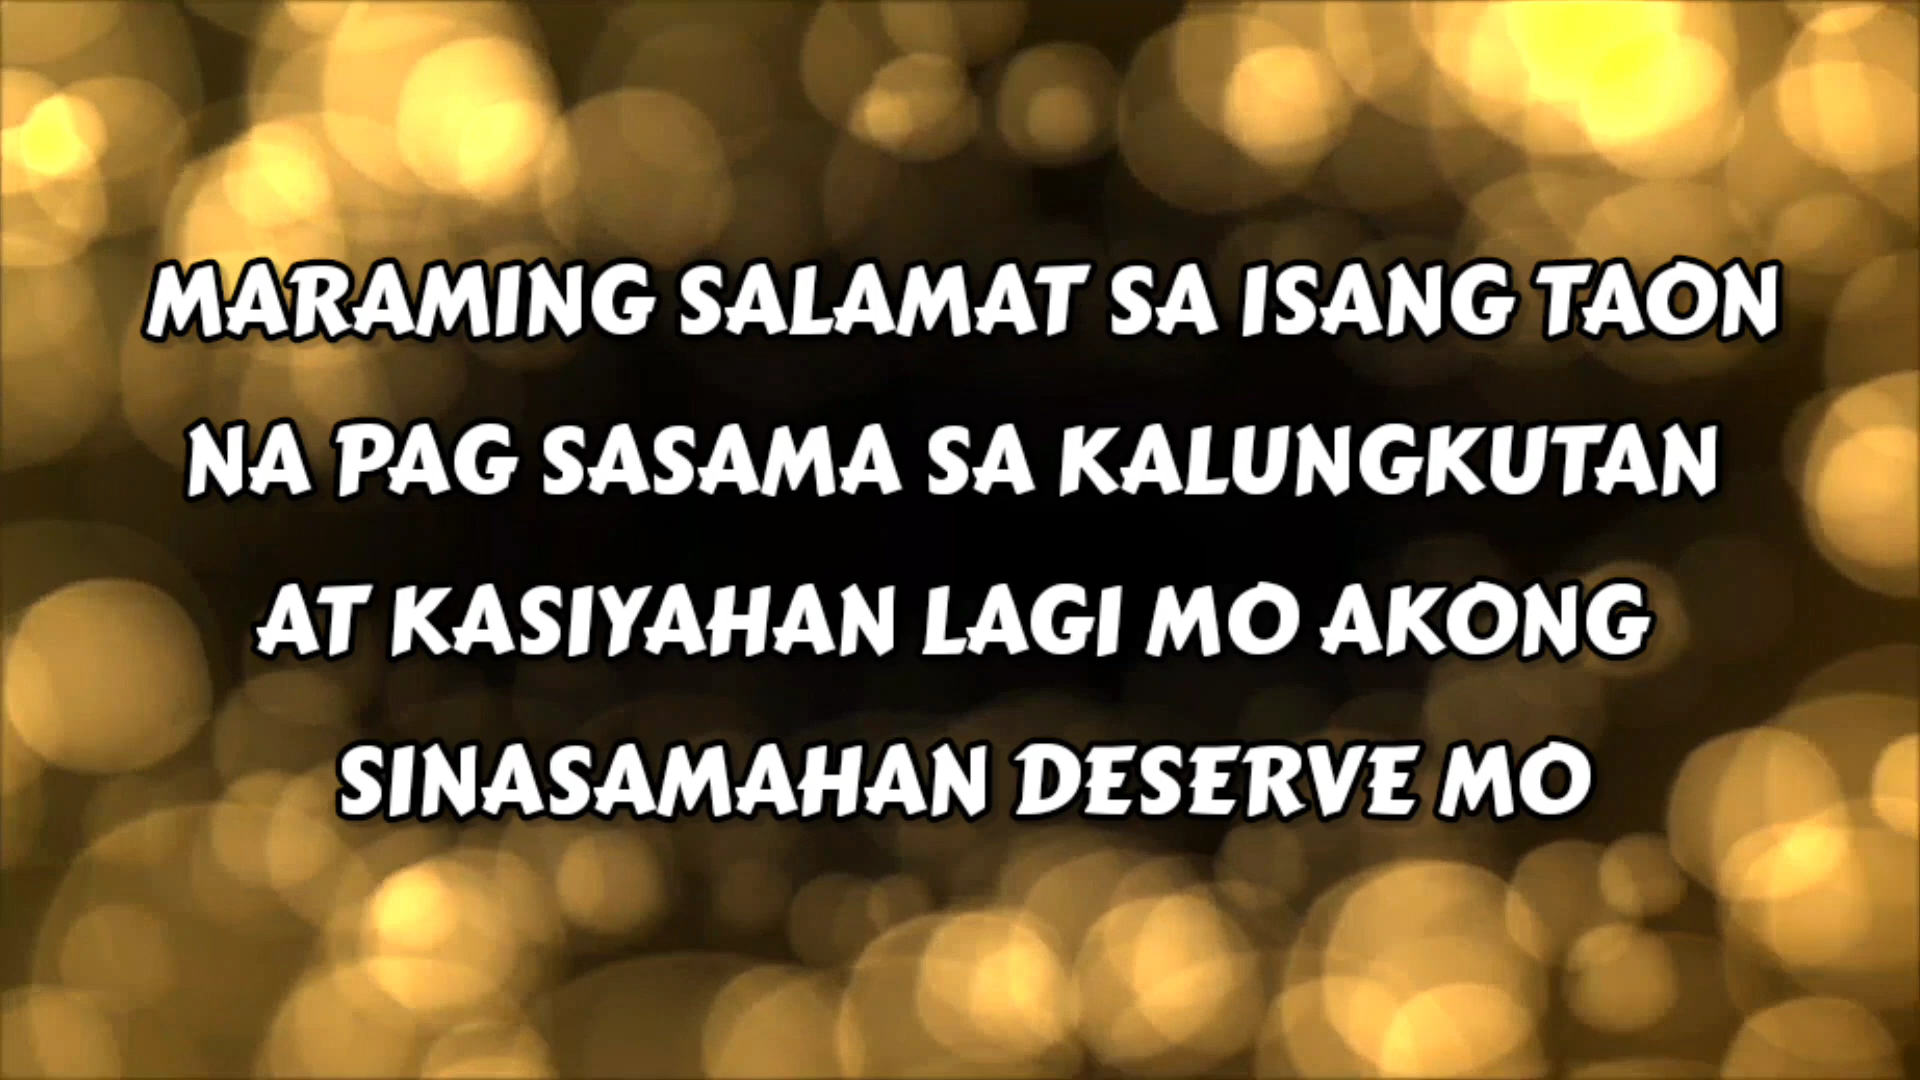 MARAMING SALAMAT SA ISANG TAON
NA PAG SASAMA SA KALUNGKUTAN
AT KASIYAHAN LAGI MO AKONG
SINASAMAHAN DESERVE MO